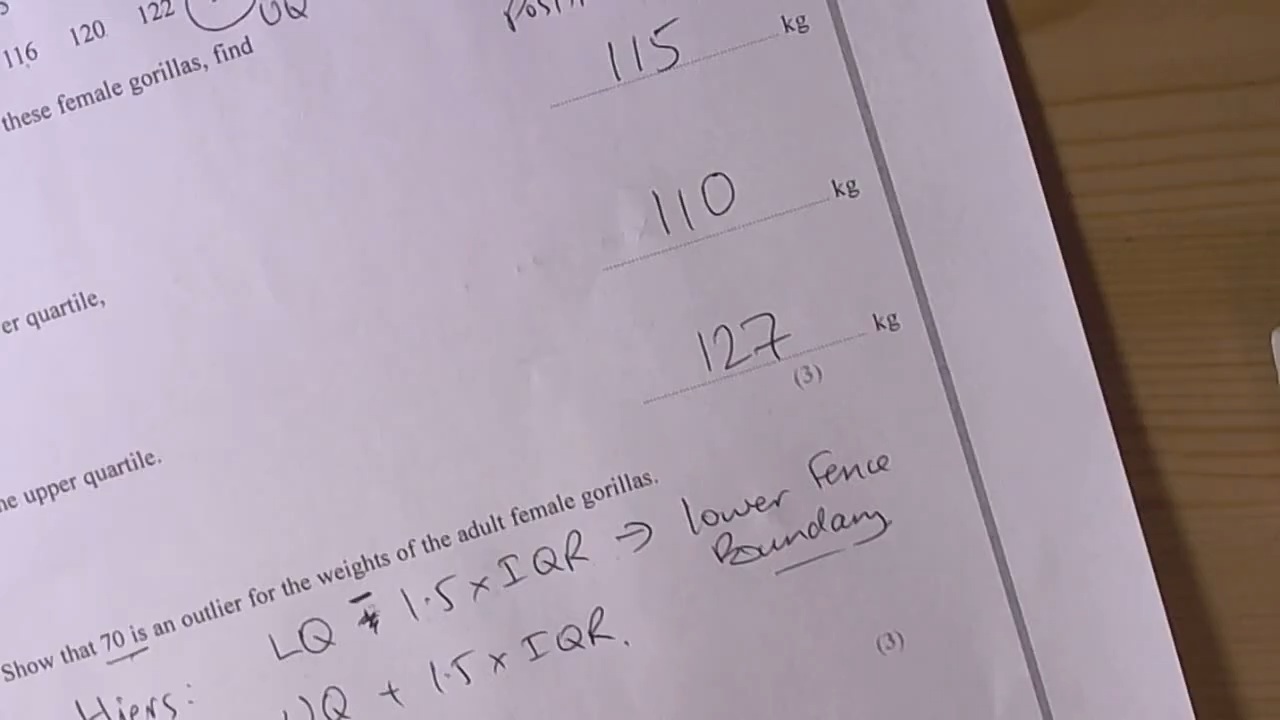 116 120 122
UQ
these female gorillas, find
115 kg
110 kg
er quartile,
127 kg
(3)
he upper quartile.
Show that 70 is an outlier for the weights of the adult female gorillas.
LQ - 1.5 × IQR → lower Fence
Boundary
UQ + 1.5 × IQR.
(3)